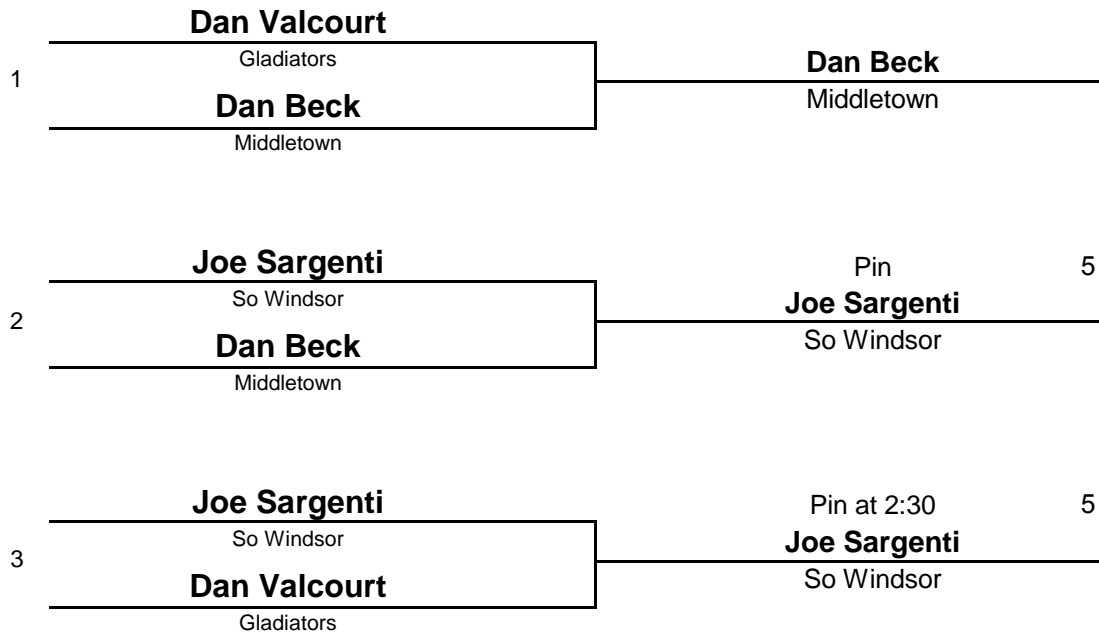 Dan Valcourt
Gladiators
1
Dan Beck
Middletown
Dan Beck
Middletown
Joe Sargenti
So Windsor
2
Dan Beck
Middletown
Pin 5
Joe Sargenti
So Windsor
Joe Sargenti
So Windsor
3
Dan Valcourt
Gladiators
Pin at 2:30 5
Joe Sargenti
So Windsor